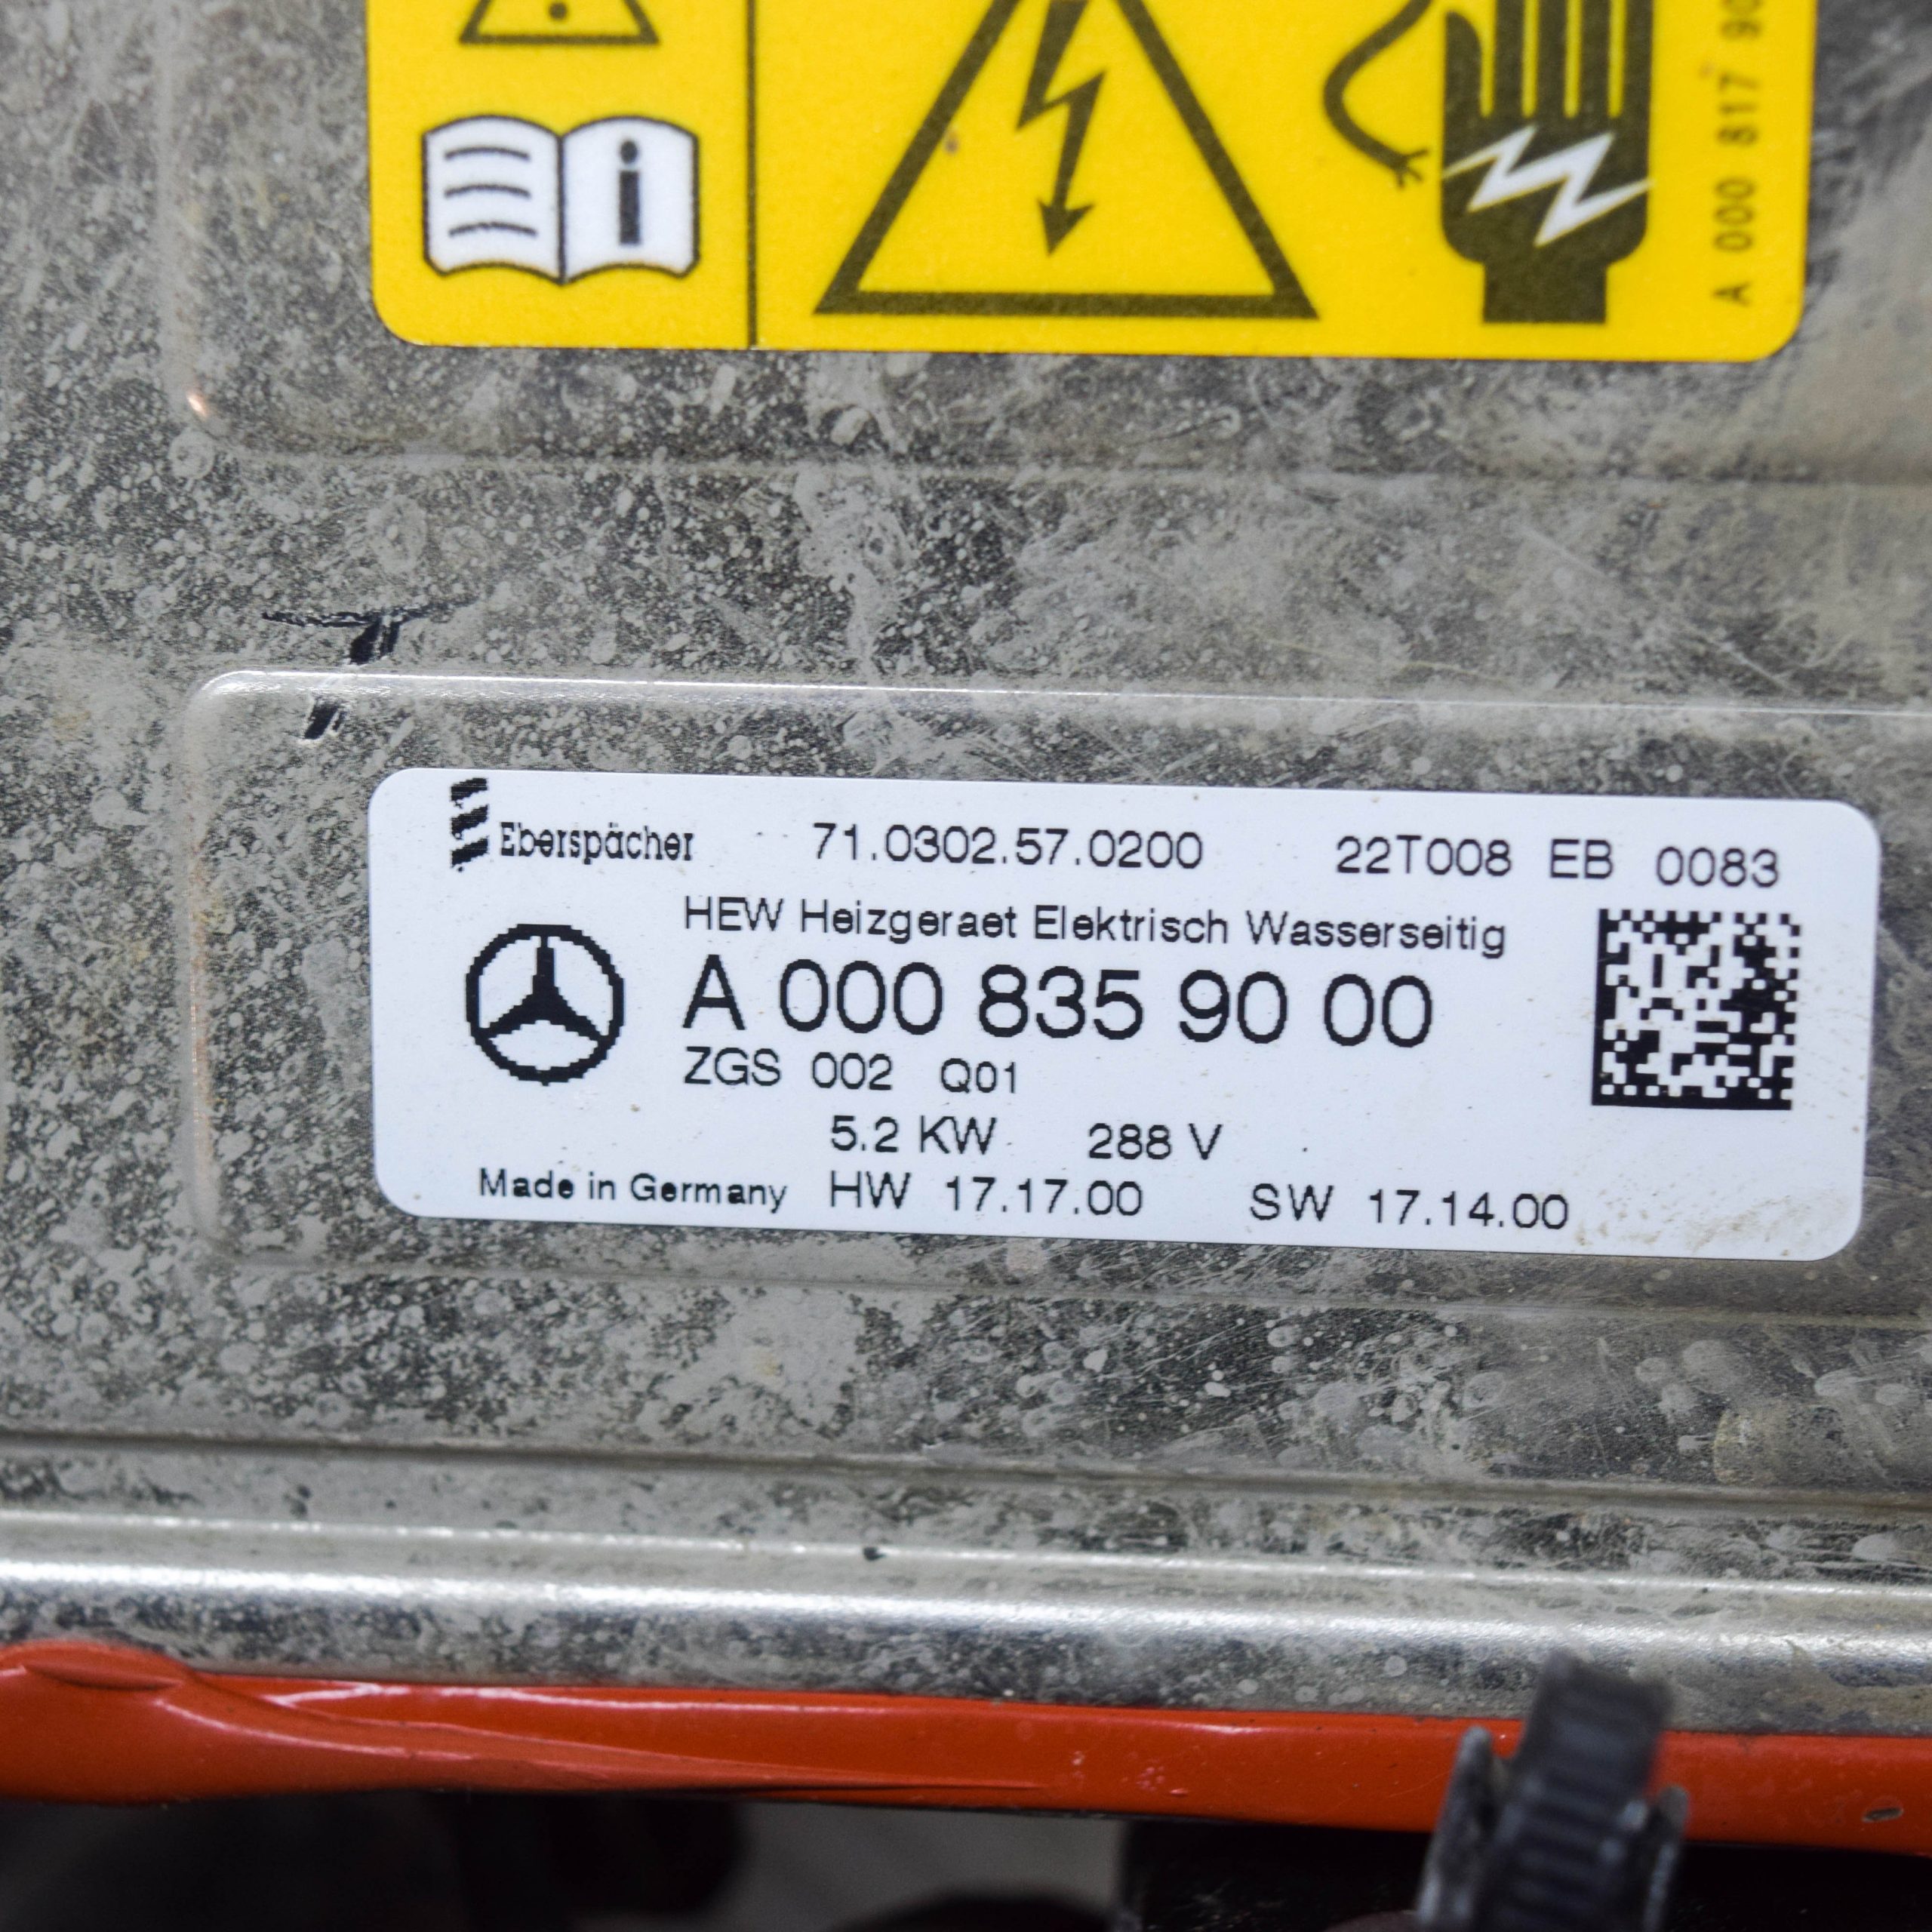 i
A 000 817 90
Eberspächer 71.0302.57.0200 22T008 EB 0083
HEW Heizgeraet Elektrisch Wasserseitig
A 000 835 90 00
ZGS 002 Q01
5.2 KW 288 V
Made in Germany HW 17.17.00 SW 17.14.00